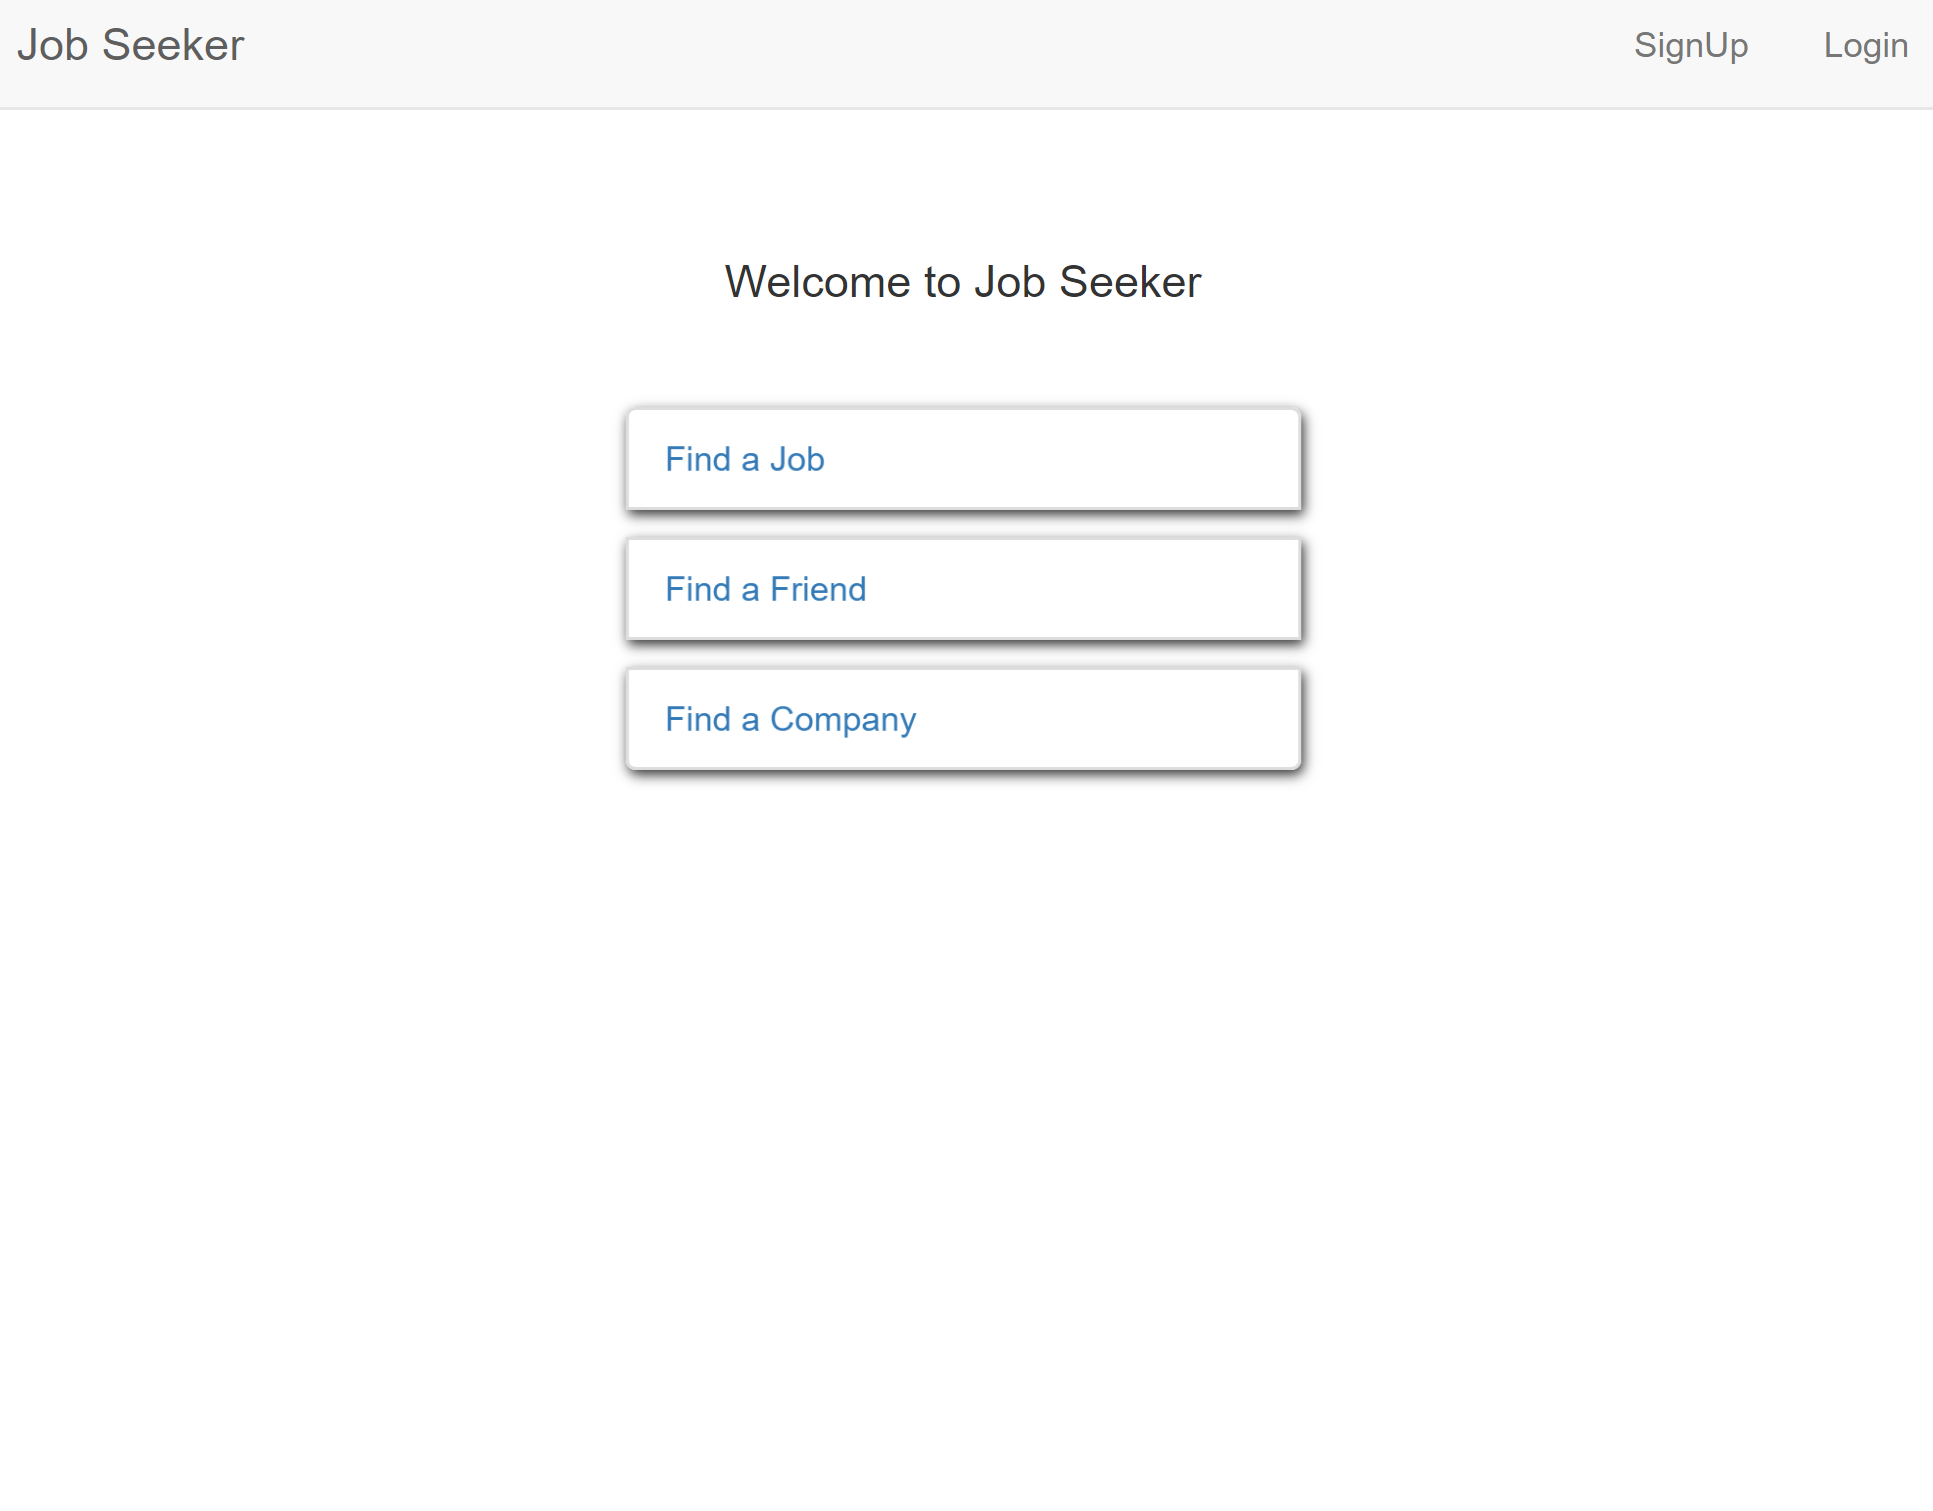 Job Seeker SignUp Login
Welcome to Job Seeker
Find a Job
Find a Friend
Find a Company